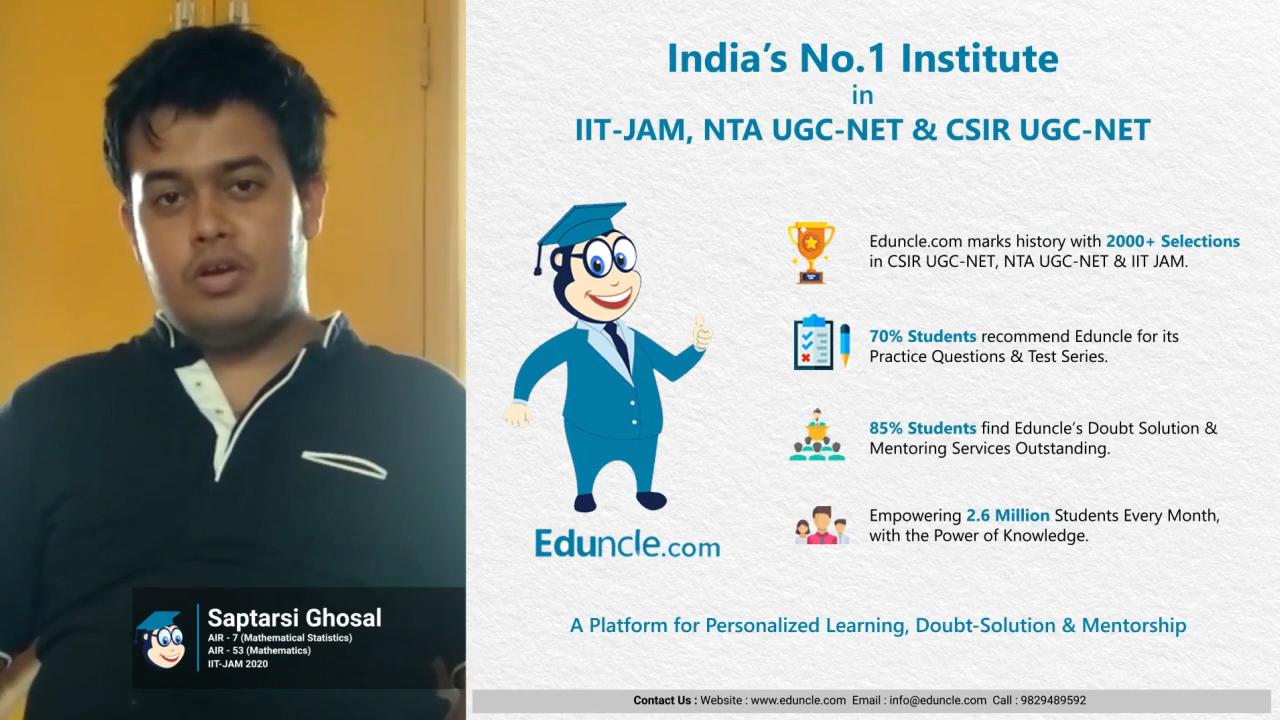 India's No.1 Institute
in
IIT-JAM, NTA UGC-NET & CSIR UGC-NET
Eduncle.com marks history with 2000+ Selections
in CSIR UGC-NET, NTA UGC-NET & IIT JAM.
70% Students recommend Eduncle for its
Practice Questions & Test Series.
85% Students find Eduncle's Doubt Solution &
Mentoring Services Outstanding.
Empowering 2.6 Million Students Every Month,
with the Power of Knowledge.
Eduncle.com
A Platform for Personalized Learning, Doubt-Solution & Mentorship
Saptarsi Ghosal
AIR - 7 (Mathematical Statistics)
AIR - 53 (Mathematics)
IIT-JAM 2020
Contact Us : Website : www.eduncle.com Email : info@eduncle.com Call : 9829489592